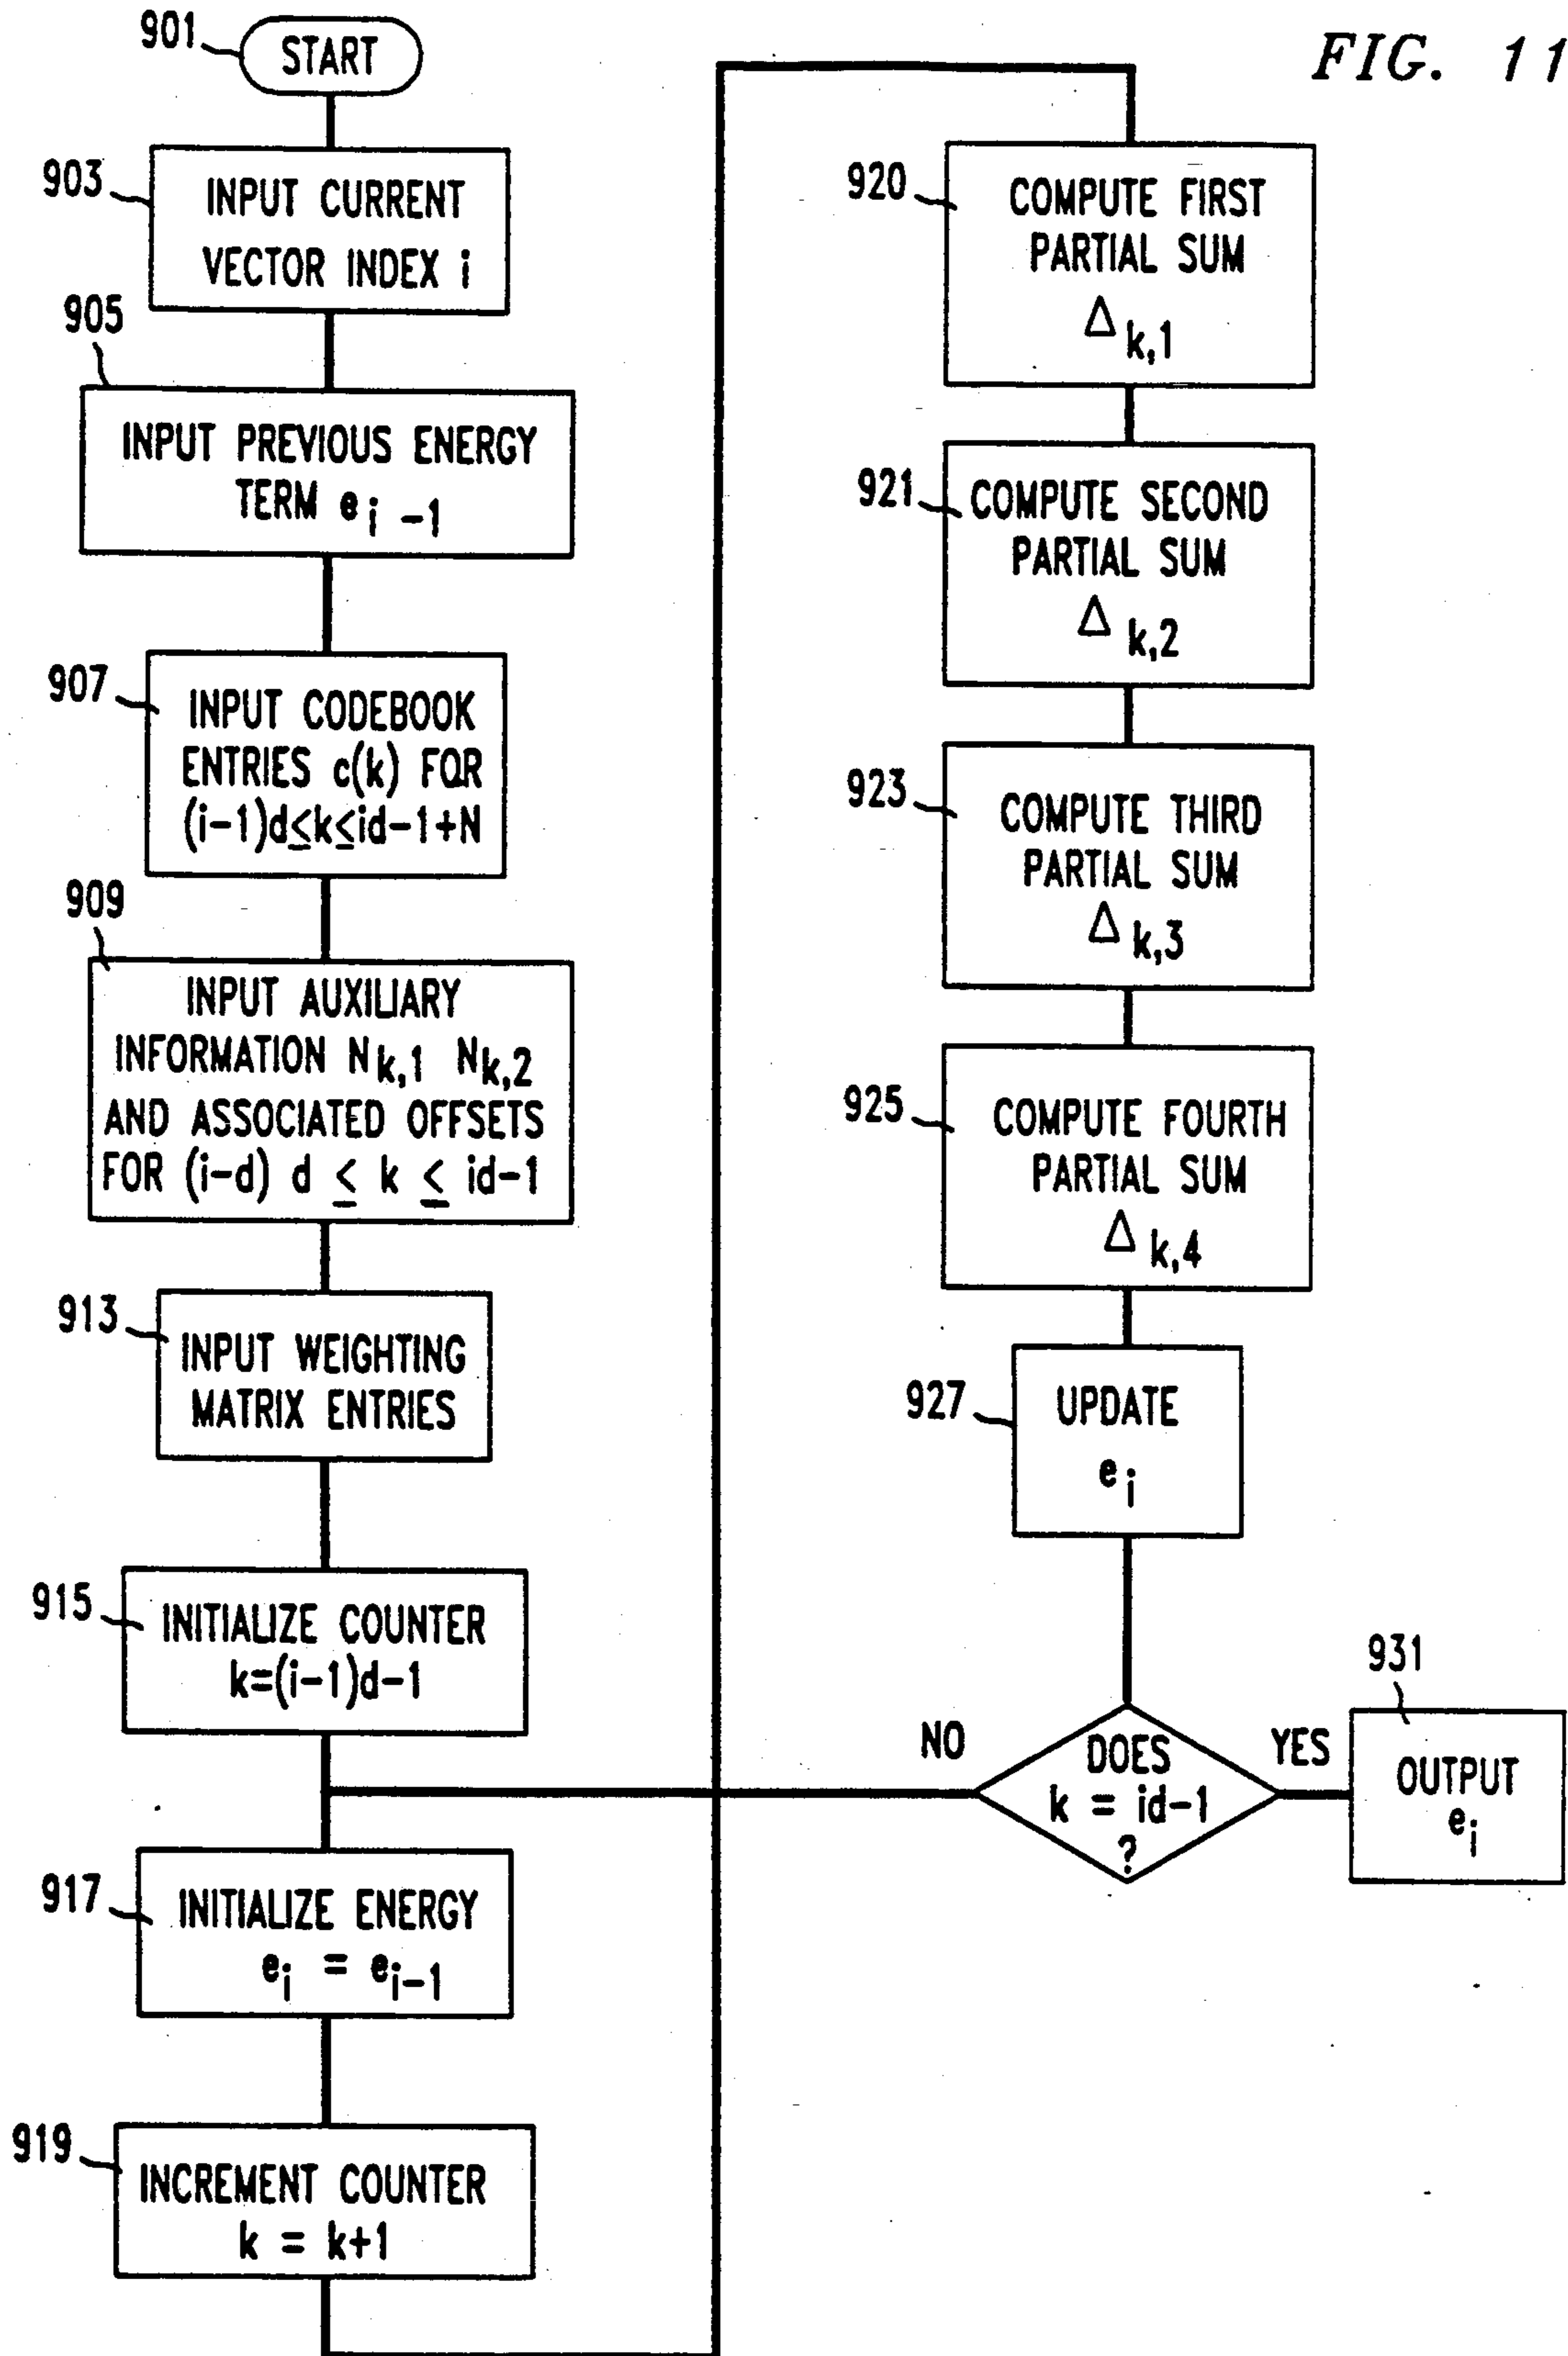 FIG. 11
901
START
903
INPUT CURRENT
VECTOR INDEX i
905
INPUT PREVIOUS ENERGY
TERM e i -1
907
INPUT CODEBOOK
ENTRIES c(k) FOR
(i-1)d≤k≤id-1+N
909
INPUT AUXILIARY
INFORMATION Nk,1 Nk,2
AND ASSOCIATED OFFSETS
FOR (i-d) d ≤ k ≤ id-1
913
INPUT WEIGHTING
MATRIX ENTRIES
915
INITIALIZE COUNTER
k=(i-1)d-1
917
INITIALIZE ENERGY
ei = ei-1
919
INCREMENT COUNTER
k = k+1
920
COMPUTE FIRST
PARTIAL SUM
Δ k,1
921
COMPUTE SECOND
PARTIAL SUM
Δ k,2
923
COMPUTE THIRD
PARTIAL SUM
Δ k,3
925
COMPUTE FOURTH
PARTIAL SUM
Δ k,4
927
UPDATE
ei
NO
DOES
k = id-1
?
YES
931
OUTPUT
ei